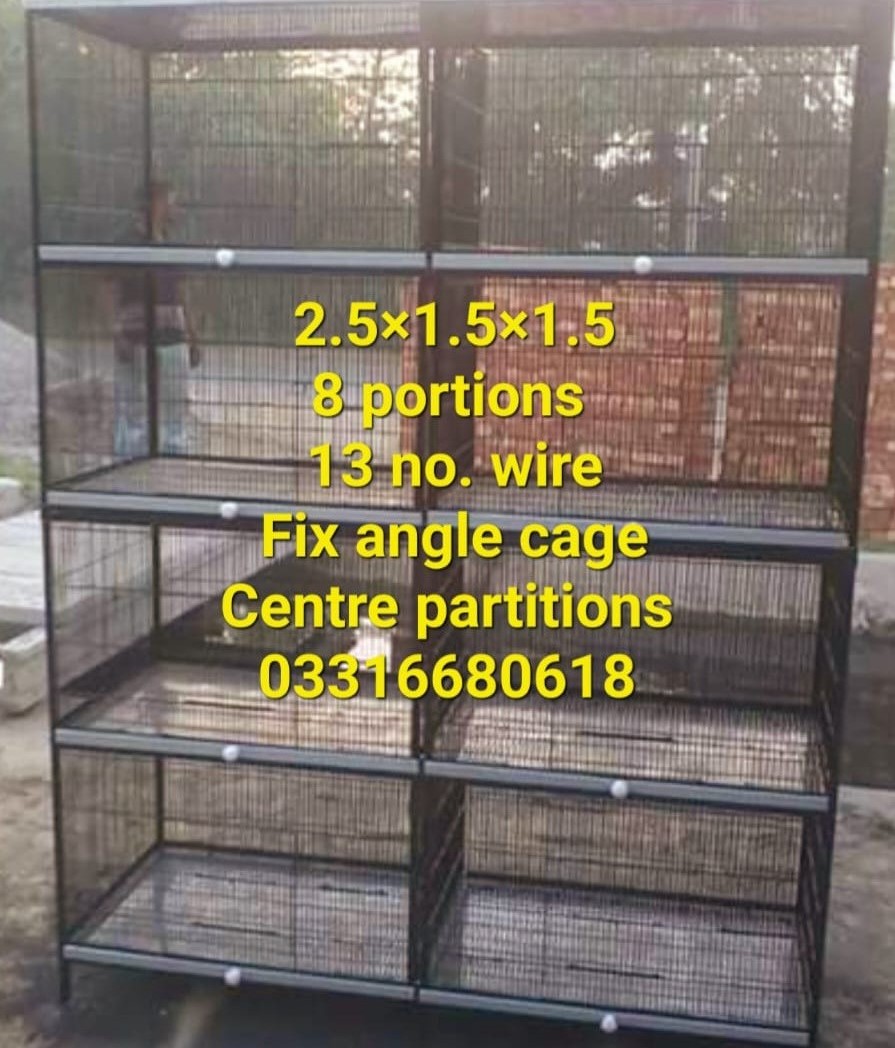 2.5×1.5×1.5
8 portions
13 no. wire
Fix angle cage
Centre partitions
03316680618